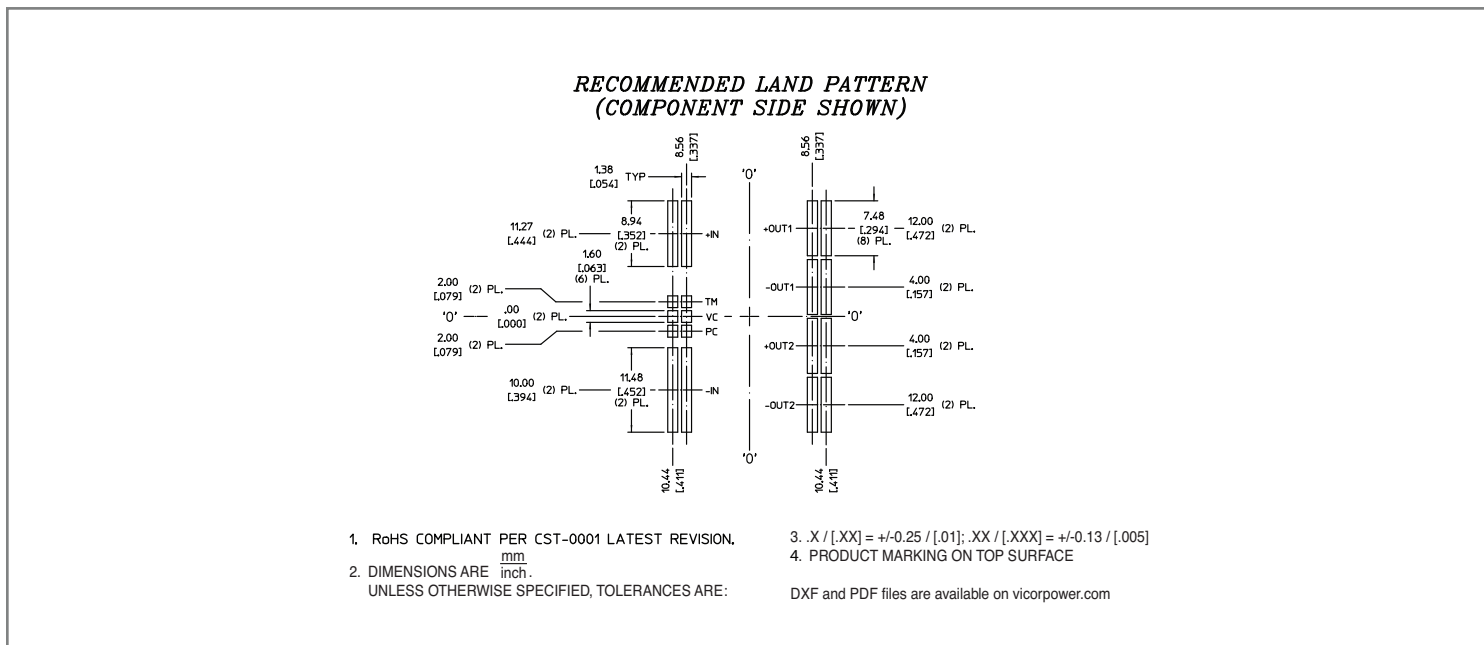 RECOMMENDED LAND PATTERN
(COMPONENT SIDE SHOWN)
8.56
[.337]
8.56
[.337]
1.38
[.054] TYP
'0'
11.27
[.444] (2) PL.
8.94
[.352]
(2) PL.
+IN
+OUT1
7.48
[.294]
(8) PL.
12.00
[.472] (2) PL.
1.60
[.063]
(6) PL.
2.00
[.079] (2) PL.
TM
-OUT1
4.00
[.157] (2) PL.
'0'
.00
[.000] (2) PL.
VC
'0'
2.00
[.079] (2) PL.
PC
+OUT2
4.00
[.157] (2) PL.
10.00
[.394] (2) PL.
11.48
[.452]
(2) PL.
-IN
-OUT2
12.00
[.472] (2) PL.
'0'
10.44
[.411]
10.44
[.411]
1. RoHS COMPLIANT PER CST-0001 LATEST REVISION.
2. DIMENSIONS ARE mm
inch.
UNLESS OTHERWISE SPECIFIED, TOLERANCES ARE:
3. .X / [.XX] = +/-0.25 / [.01]; .XX / [.XXX] = +/-0.13 / [.005]
4. PRODUCT MARKING ON TOP SURFACE
DXF and PDF files are available on vicorpower.com